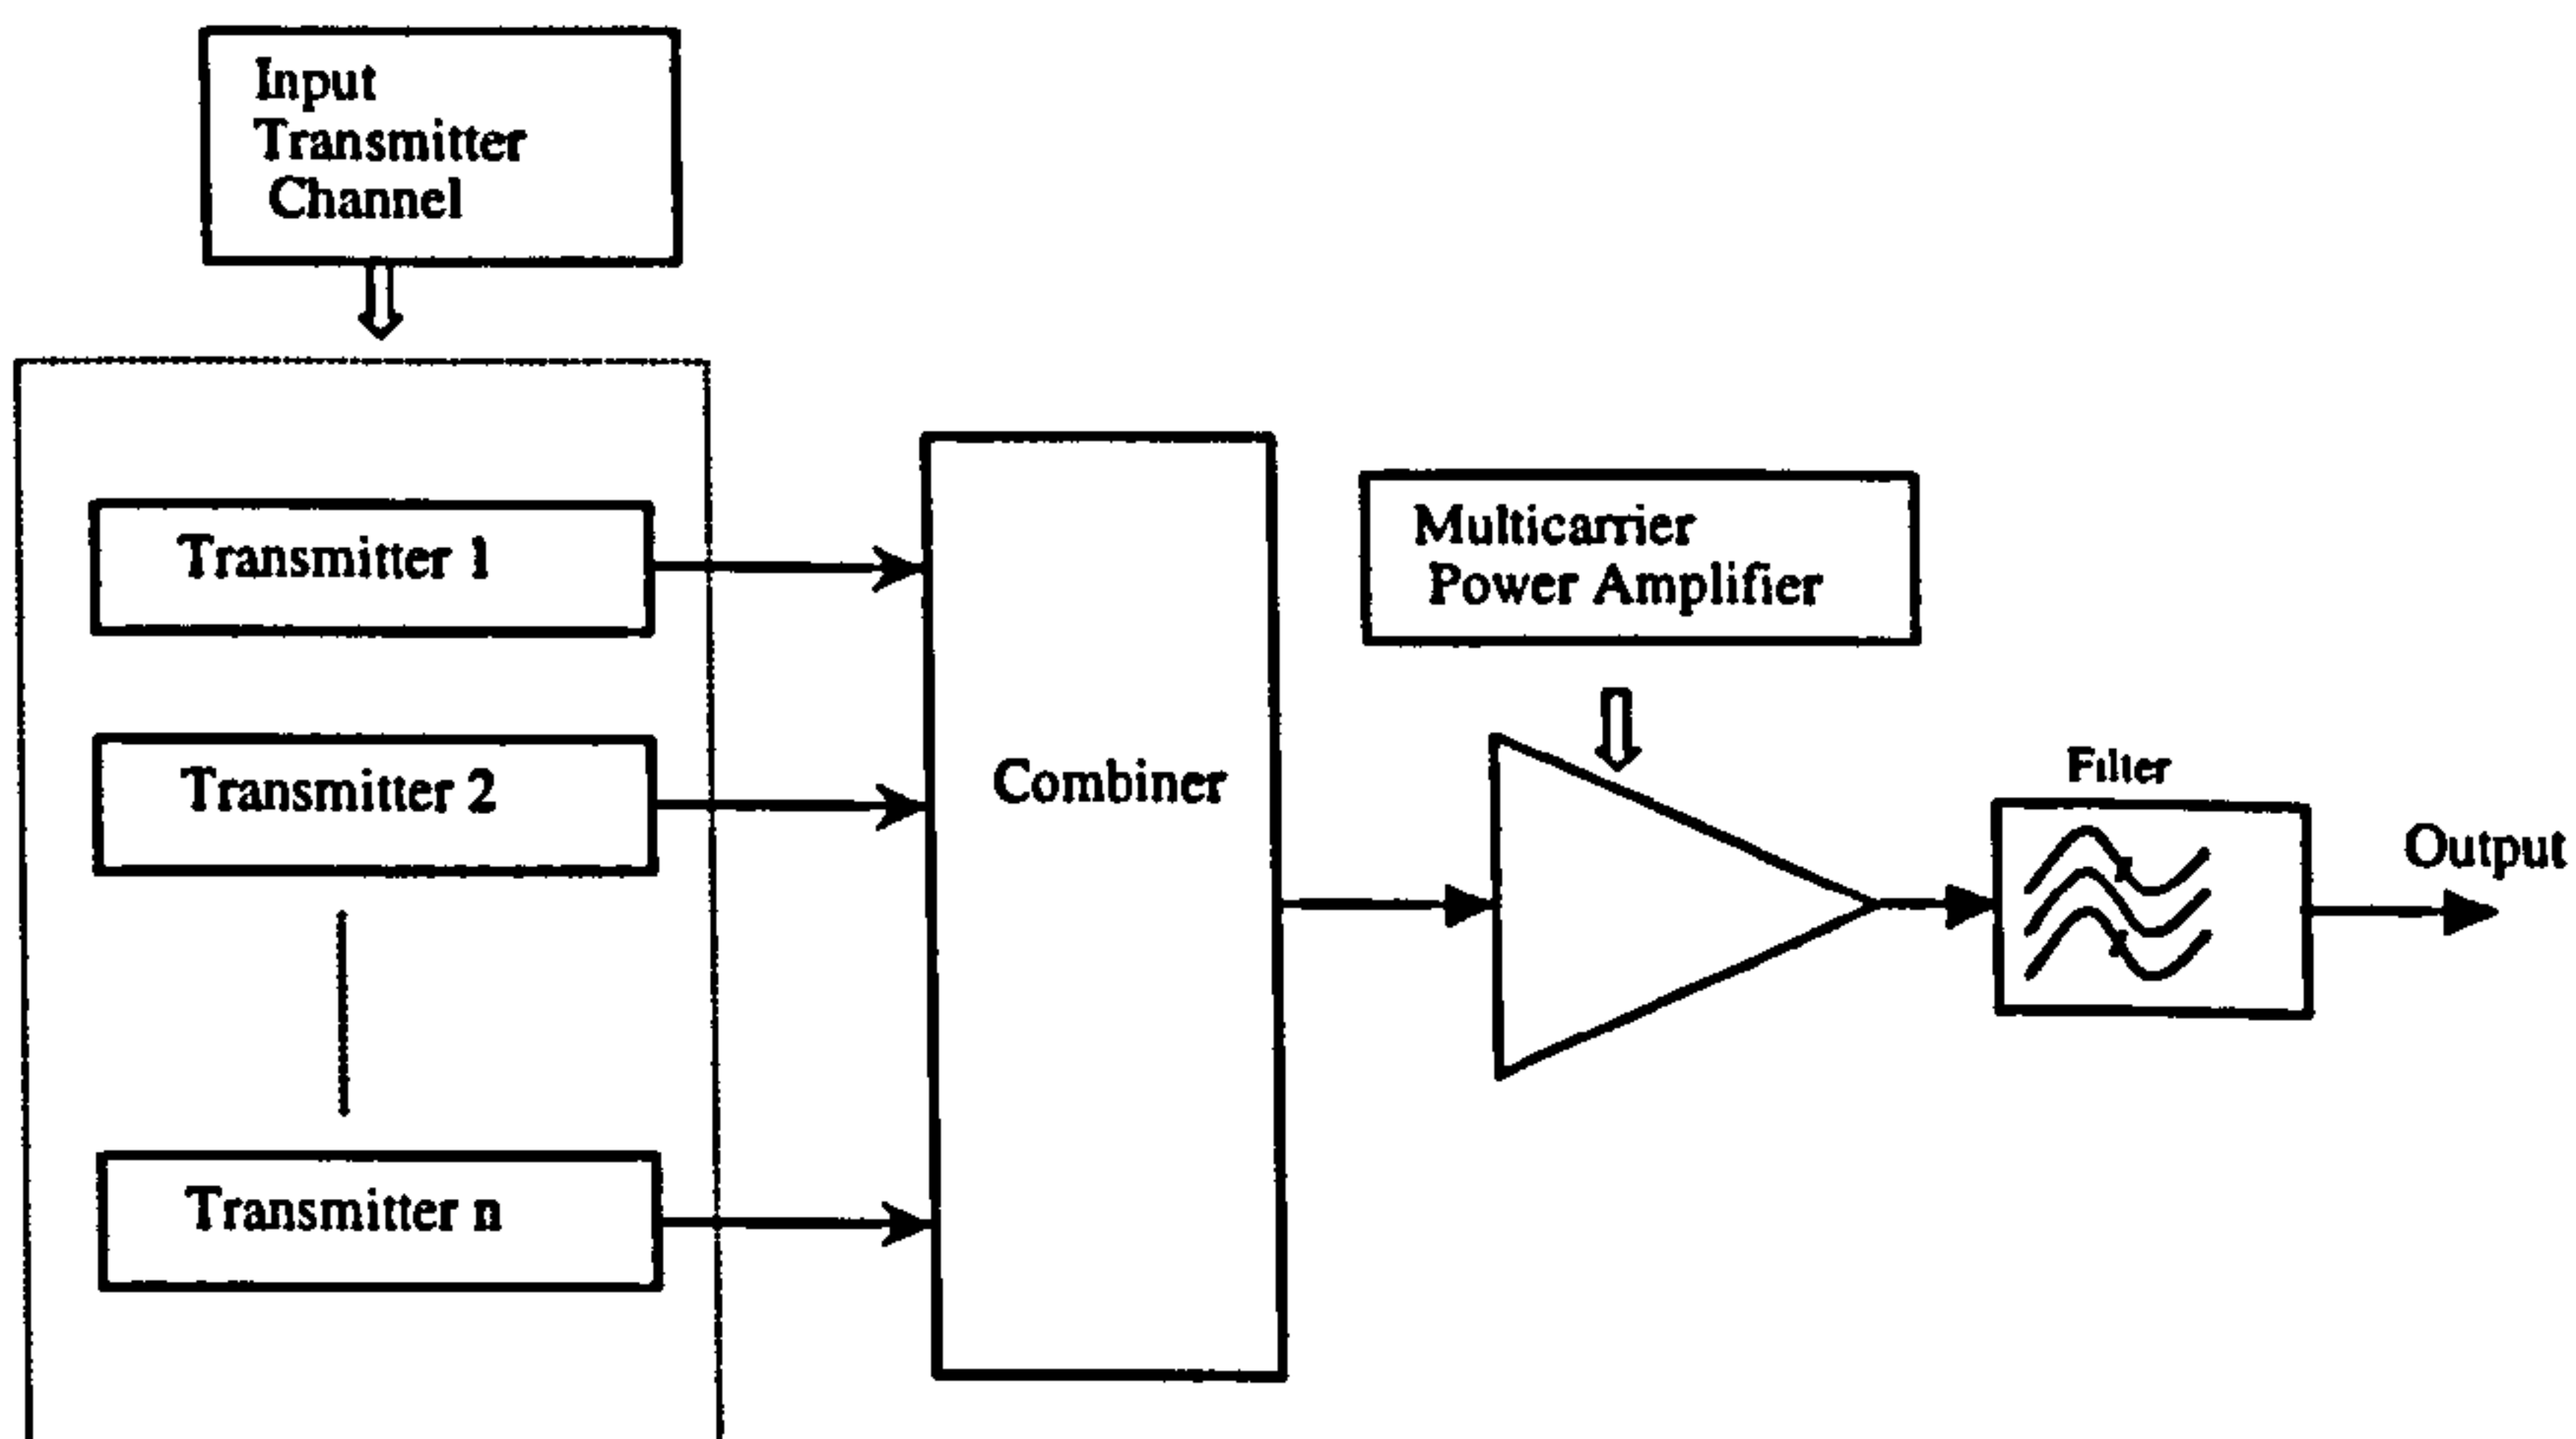 Input
Transmitter
Channel
Transmitter 1
Transmitter 2
Transmitter n
Combiner
Multicarrier
Power Amplifier
Filter
Output